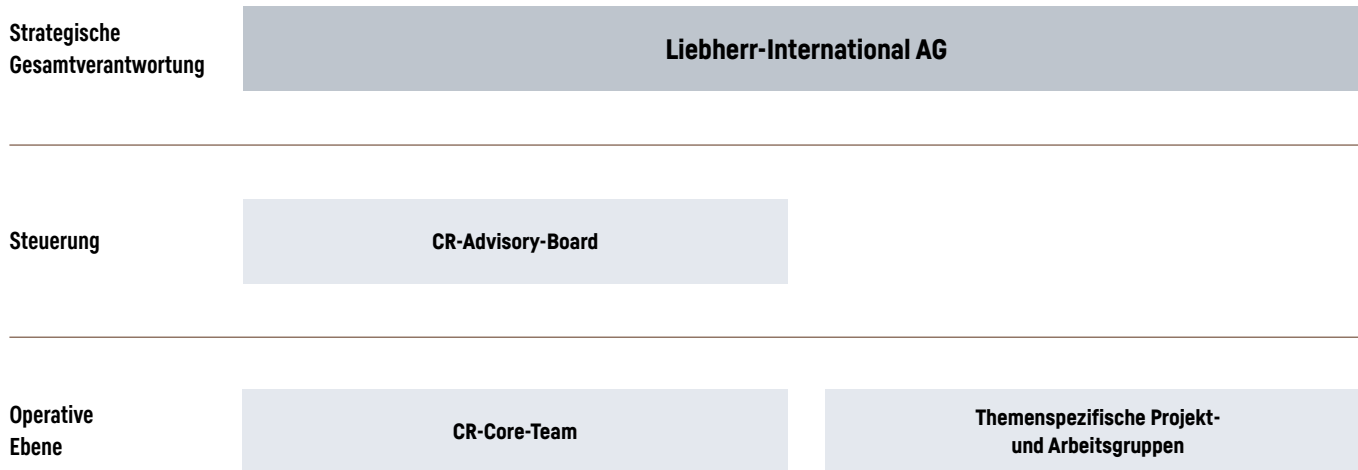 Strategische
Gesamtverantwortung
Liebherr-International AG
Steuerung
CR-Advisory-Board
Operative
Ebene
CR-Core-Team
Themenspezifische Projekt-
und Arbeitsgruppen